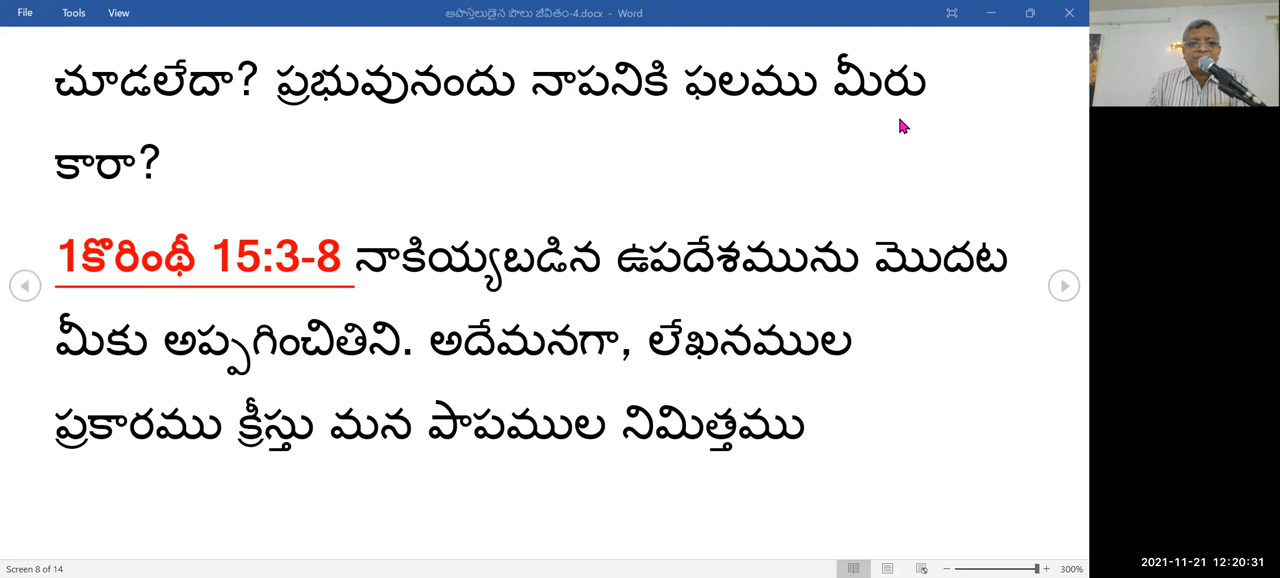 File Tools View అపొస్తలుడైన పౌలు జీవితం-4.docx - Word
చూడలేదా? ప్రభువునందు నాపనికి ఫలము మీరు
కారా?
1కొరింథీ 15:3-8 నాకియ్యబడిన ఉపదేశమును మొదట
మీకు అప్పగించితిని. అదేమనగా, లేఖనముల
ప్రకారము క్రీస్తు మన పాపముల నిమిత్తము
2021-11-21 12:20:31
Screen 8 of 14 300%